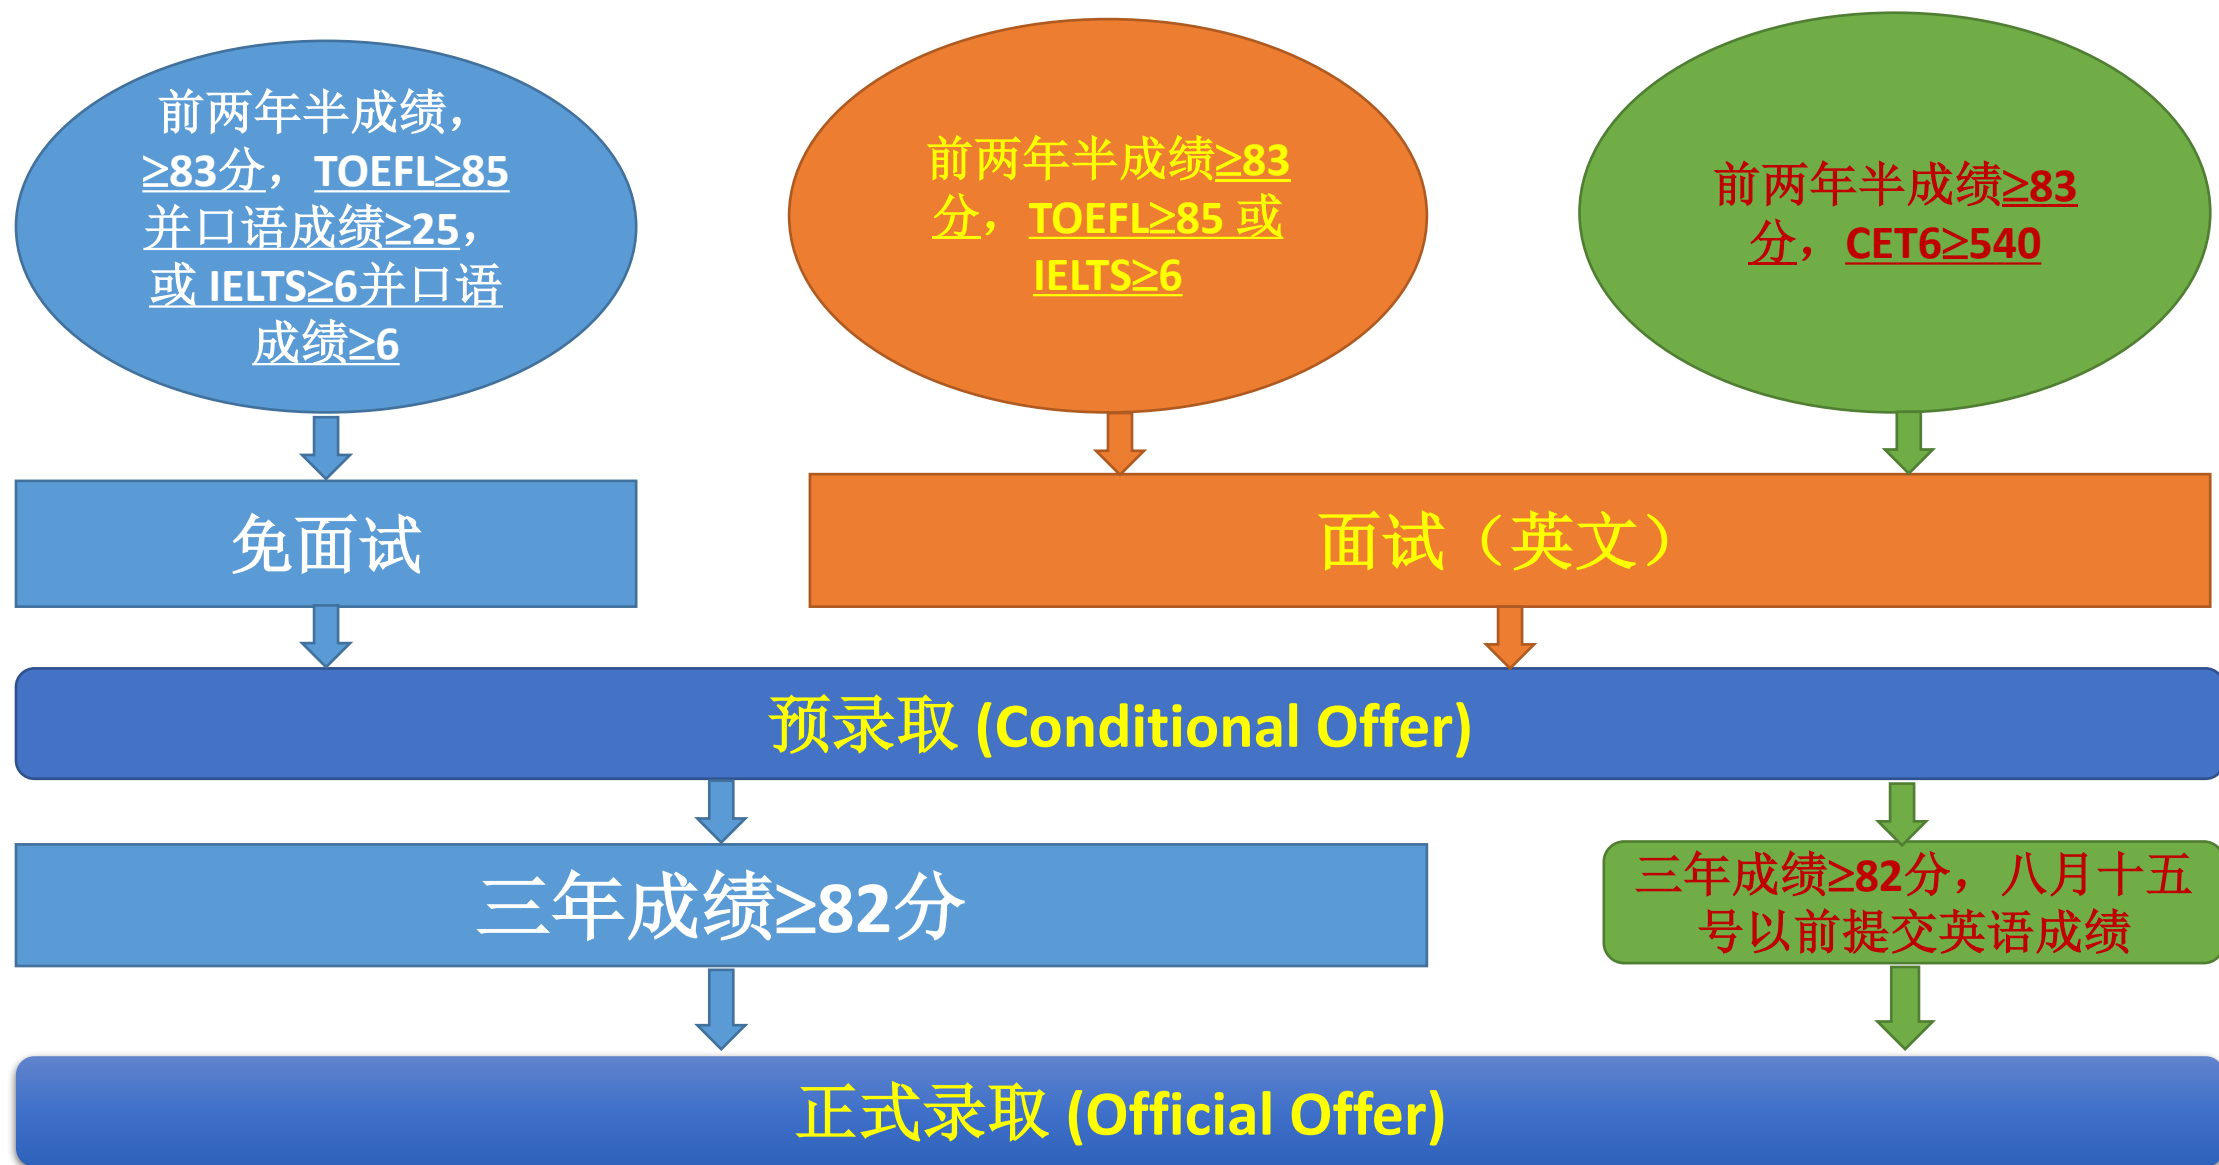 前两年半成绩，
≥83分，TOEFL≥85
并口语成绩≥25，
或 IELTS≥6并口语
成绩≥6
前两年半成绩≥83
分，TOEFL≥85 或
IELTS≥6
前两年半成绩≥83
分，CET6≥540
免面试
面试（英文）
预录取 (Conditional Offer)
三年成绩≥82分
三年成绩≥82分，八月十五
号以前提交英语成绩
正式录取 (Official Offer)